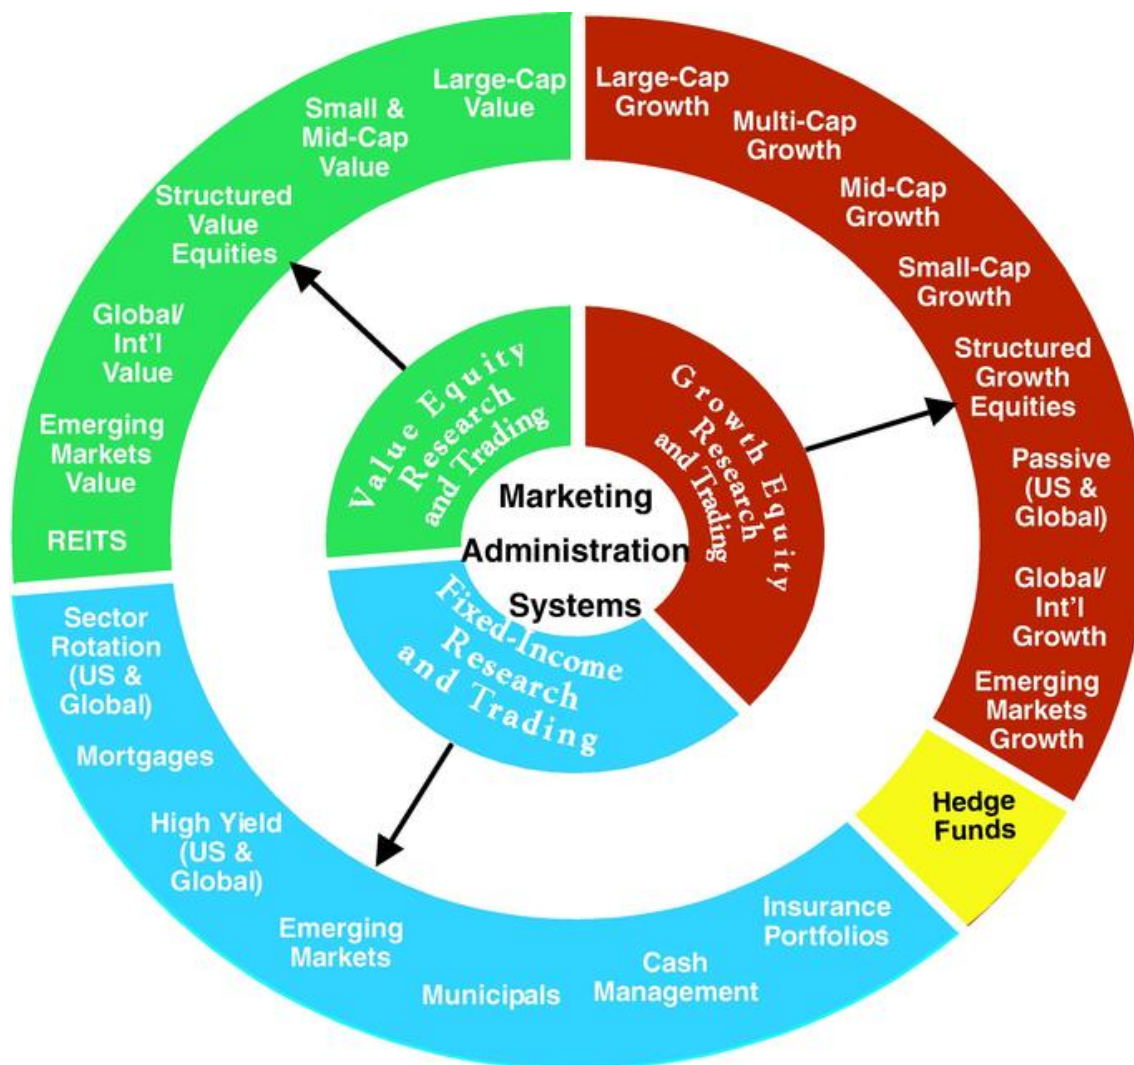 Large-Cap
Value
Small &
Mid-Cap
Value
Structured
Value
Equities
Global/
Int'l
Value
Emerging
Markets
Value
REITS
Large-Cap
Growth
Multi-Cap
Growth
Mid-Cap
Growth
Small-Cap
Growth
Structured
Growth
Equities
Passive
(US &
Global)
Global/
Int'l
Growth
Emerging
Markets
Growth
Hedge
Funds
Sector
Rotation
(US &
Global)
Mortgages
High Yield
(US &
Global)
Emerging
Markets
Municipals
Cash
Management
Insurance
Portfolios
Value Equity
Research
and Trading
Growth Equity
Research
and Trading
Fixed-Income
Research
and Trading
Marketing
Administration
Systems